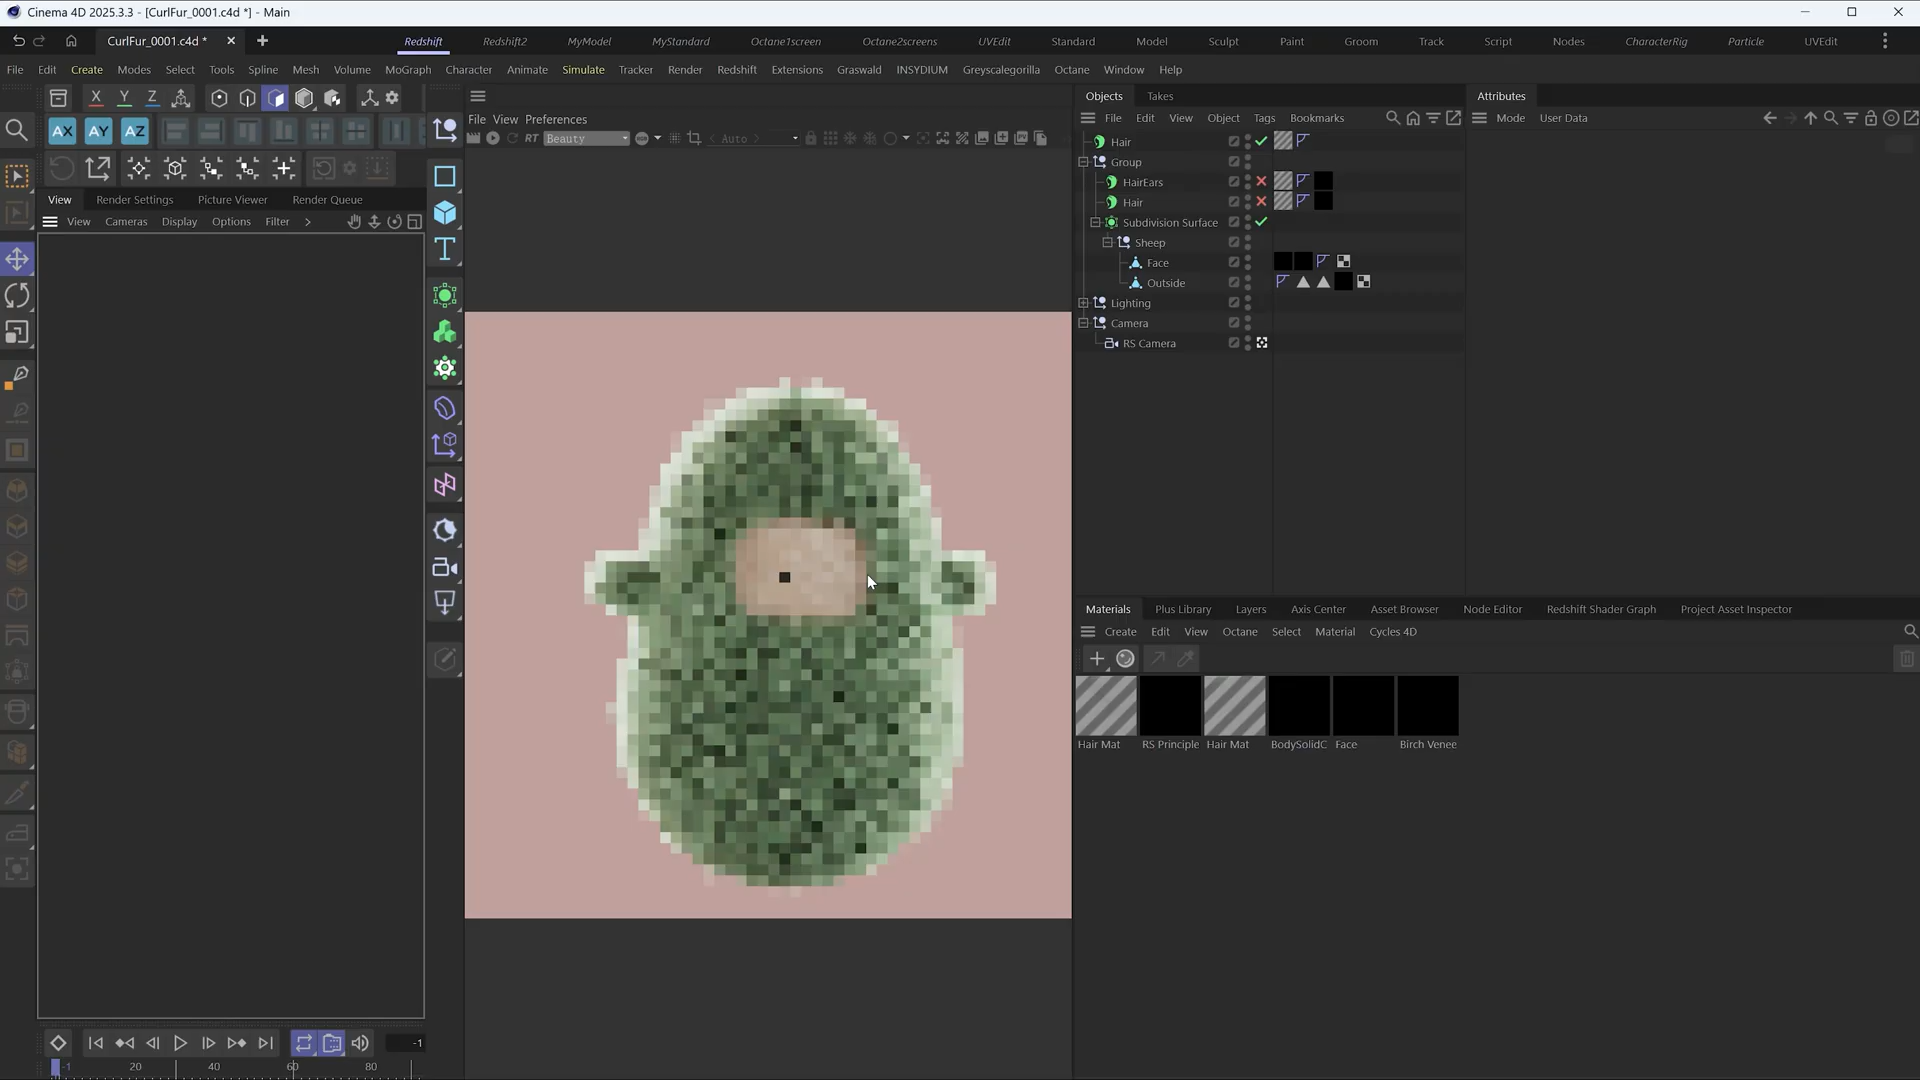 Cinema 4D 2025.3.3 - [CurlFur_0001.c4d *] - Main
CurlFur_0001.c4d *
Redshift Redshift2 MyModel MyStandard Octane1screen Octane2screens UVEdit Standard Model Sculpt Paint Groom Track Script Nodes CharacterRig Particle UVEdit
File Edit Create Modes Select Tools Spline Mesh Volume MoGraph Character Animate Simulate Tracker Render Redshift Extensions Graswald INSYDIUM Greyscalegorilla Octane Window Help
X Y Z
Objects Takes
Attributes
File View Preferences
File Edit View Object Tags Bookmarks
Mode User Data
AX AY AZ
RT Beauty
< Auto >
Hair
Group
HairEars
Hair
Subdivision Surface
Sheep
Face
Outside
Lighting
Camera
RS Camera
View Render Settings Picture Viewer Render Queue
View Cameras Display Options Filter >
T
Materials Plus Library Layers Axis Center Asset Browser Node Editor Redshift Shader Graph Project Asset Inspector
Create Edit View Octane Select Material Cycles 4D
Hair Mat RS Principle Hair Mat BodySolidC Face Birch Venee
-1
-1 20 40 60 80